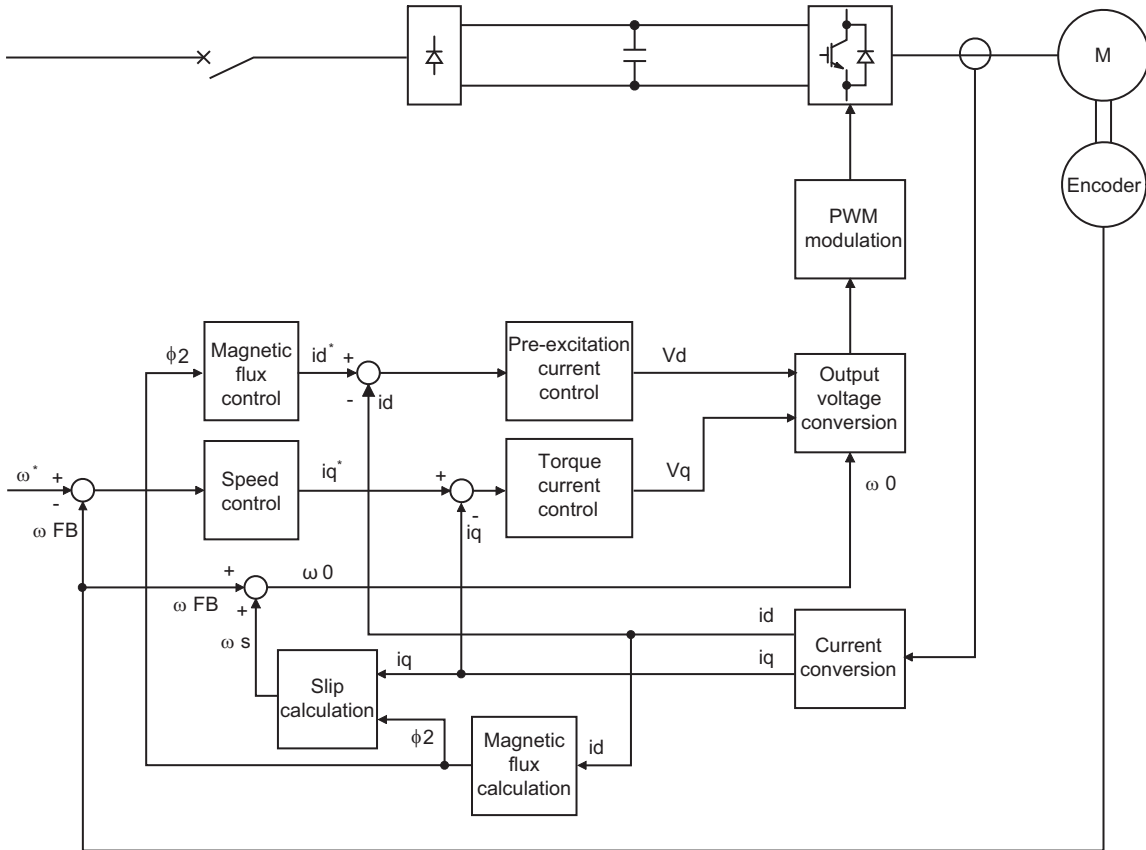 M
Encoder
PWM
modulation
Magnetic
flux
control
Pre-excitation
current
control
Output
voltage
conversion
ϕ2
id*
+
-
id
Vd
Speed
control
Torque
current
control
ω*
+
-
ω FB
iq*
+
-
iq
Vq
ω 0
+
ω FB
+
ω s
ω 0
Current
conversion
id
iq
Slip
calculation
iq
ϕ2
Magnetic
flux
calculation
id